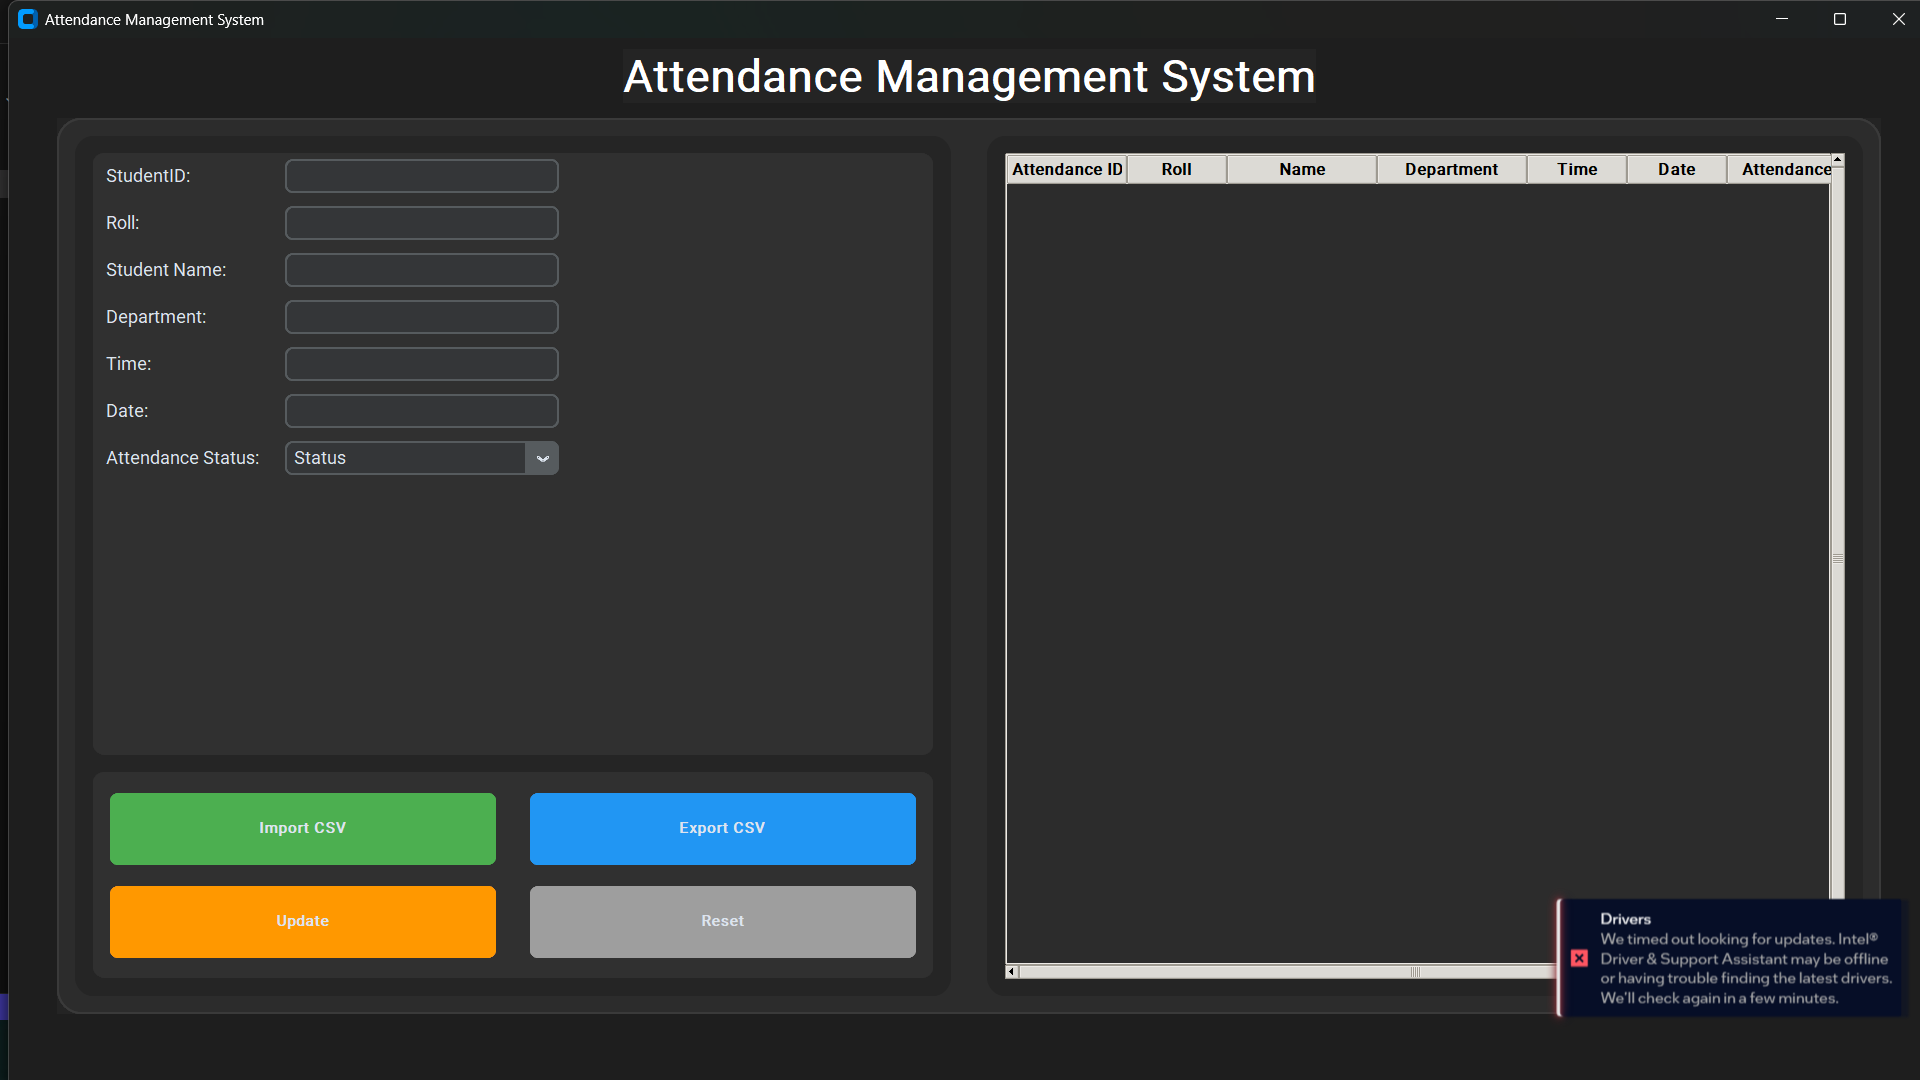 Attendance Management System
Attendance Management System
StudentID:
Roll:
Student Name:
Department:
Time:
Date:
Attendance Status: Status
Import CSV Export CSV
Update Reset
Attendance ID Roll Name Department Time Date Attendance
Drivers
We timed out looking for updates. Intel®
Driver & Support Assistant may be offline
or having trouble finding the latest drivers.
We'll check again in a few minutes.